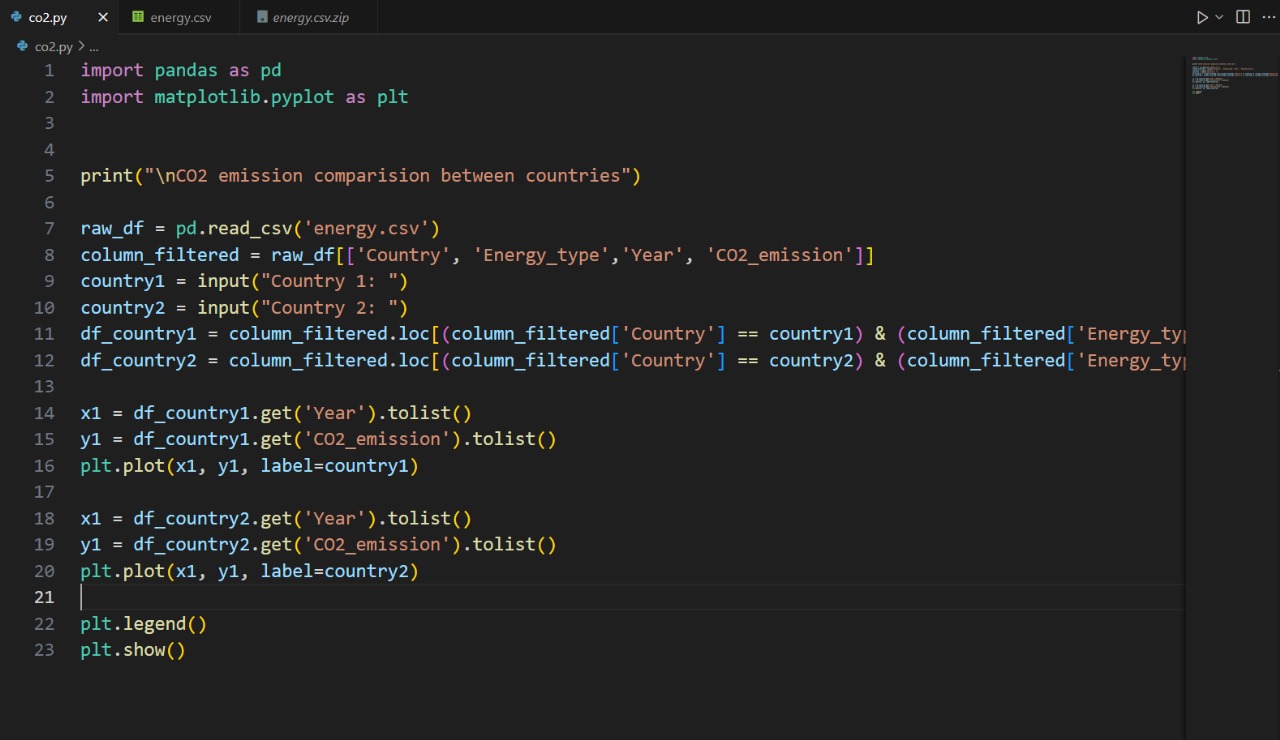 co2.py
energy.csv
energy.csv.zip
co2.py > ...
1 import pandas as pd
2 import matplotlib.pyplot as plt
3
4
5 print("\nCO2 emission comparision between countries")
6
7 raw_df = pd.read_csv('energy.csv')
8 column_filtered = raw_df[['Country', 'Energy_type','Year', 'CO2_emission']]
9 country1 = input("Country 1: ")
10 country2 = input("Country 2: ")
11 df_country1 = column_filtered.loc[(column_filtered['Country'] == country1) & (column_filtered['Energy_typ
12 df_country2 = column_filtered.loc[(column_filtered['Country'] == country2) & (column_filtered['Energy_typ
13
14 x1 = df_country1.get('Year').tolist()
15 y1 = df_country1.get('CO2_emission').tolist()
16 plt.plot(x1, y1, label=country1)
17
18 x1 = df_country2.get('Year').tolist()
19 y1 = df_country2.get('CO2_emission').tolist()
20 plt.plot(x1, y1, label=country2)
21
22 plt.legend()
23 plt.show()